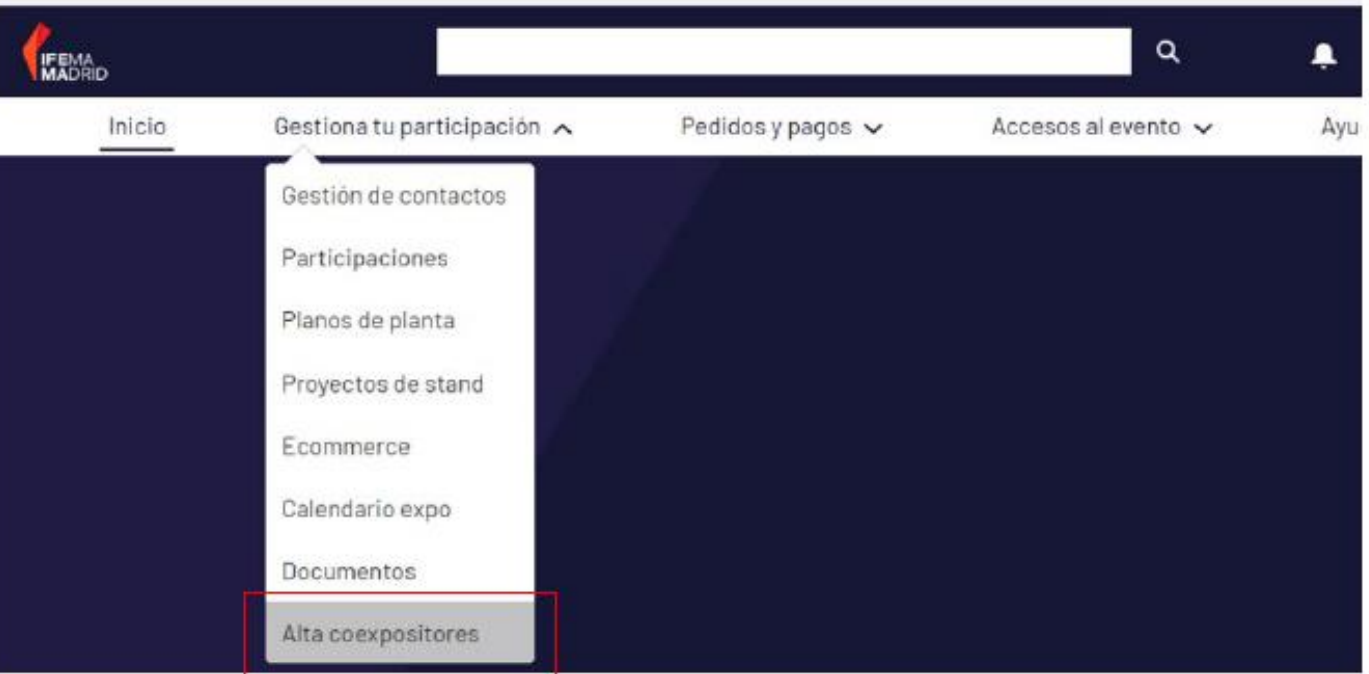 IFEMA
MADRID
Inicio Gestiona tu participación Pedidos y pagos Accesos al evento Ayu
Gestión de contactos
Participaciones
Planos de planta
Proyectos de stand
Ecommerce
Calendario expo
Documentos
Alta coexpositores